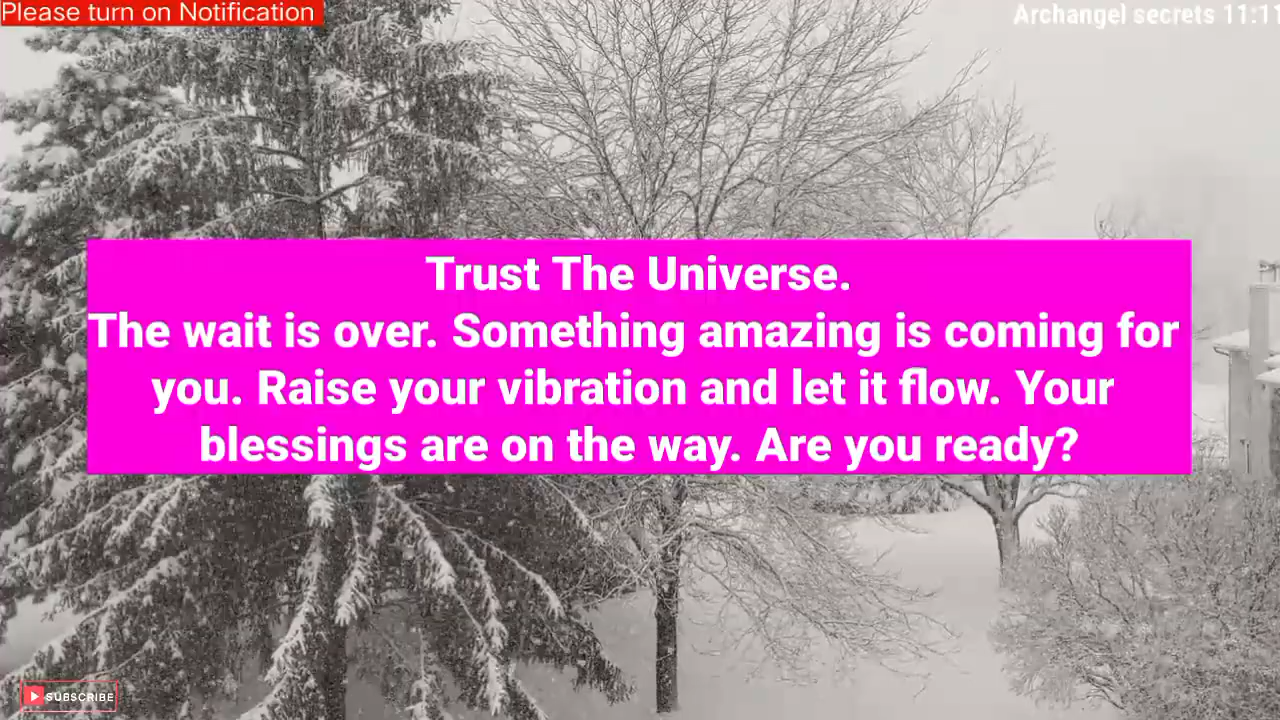 Please turn on Notification
Archangel secrets 11:11
Trust The Universe.
The wait is over. Something amazing is coming for
you. Raise your vibration and let it flow. Your
blessings are on the way. Are you ready?
SUBSCRIBE